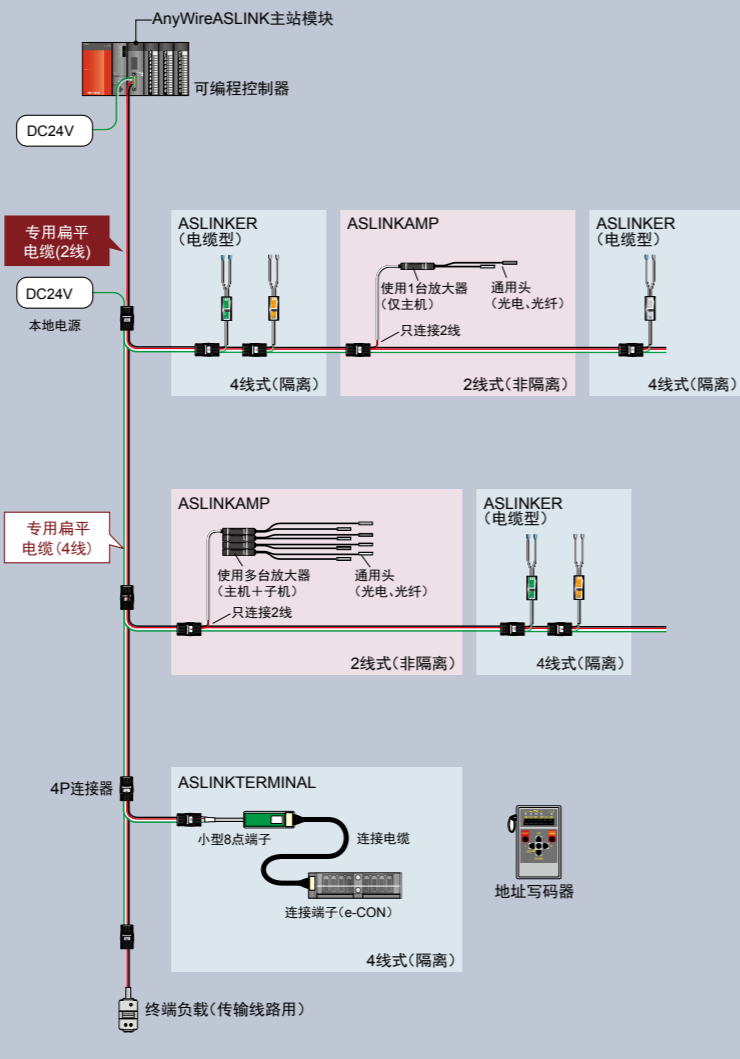 AnyWireASLINK主站模块
可编程控制器
DC24V
专用扁平
电缆(2线)
DC24V
本地电源
ASLINKER
（电缆型）
4线式（隔离）
ASLINKAMP
使用1台放大器
（仅主机）
通用头
（光电、光纤）
只连接2线
2线式（非隔离）
ASLINKER
（电缆型）
4线式（隔离）
专用扁平
电缆（4线）
ASLINKAMP
使用多台放大器
（主机＋子机）
通用头
（光电、光纤）
只连接2线
2线式（非隔离）
ASLINKER
（电缆型）
4线式（隔离）
4P连接器
ASLINKTERMINAL
小型8点端子
连接电缆
连接端子（e-CON）
4线式（隔离）
地址写码器
终端负载（传输线路用）